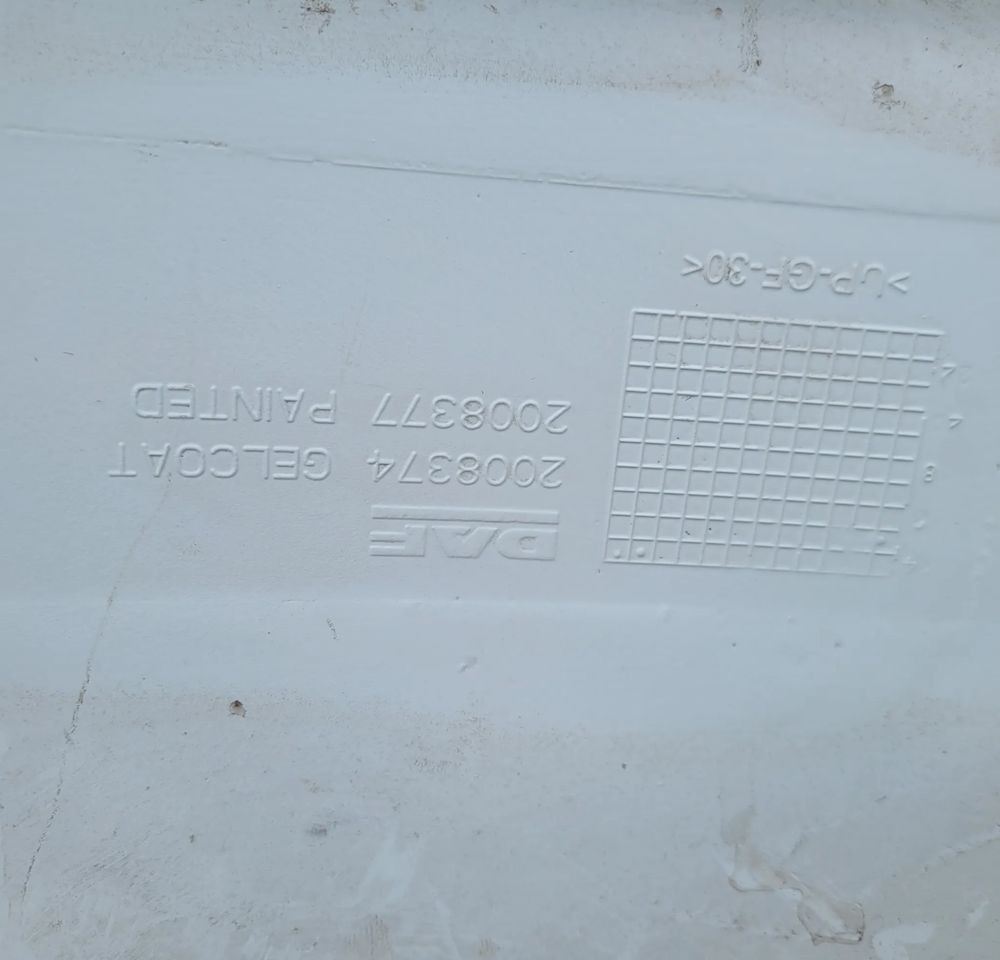 DAF
2008374 GELCOAT
2008377 PAINTED
>UP-GF-30<